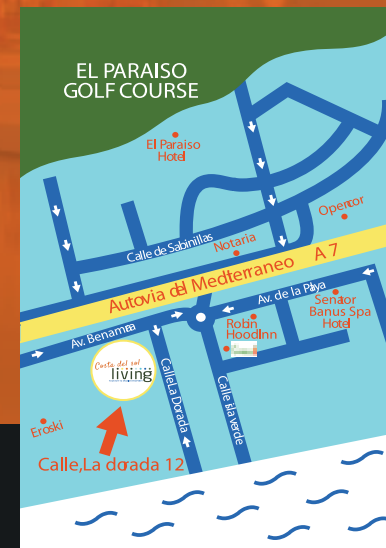 EL PARAISO
GOLF COURSE
El Paraiso
Hotel
Opencor
Calle de Sabinillas
Notaria
Autovia del Mediterraneo A 7
Av. de la Playa
Senator
Banus Spa
Hotel
Robin
HoodInn
Av. Benamea
Costa del sol
living
Calle,La Dorada
Calle isla verde
Eroski
Calle,La dorada 12